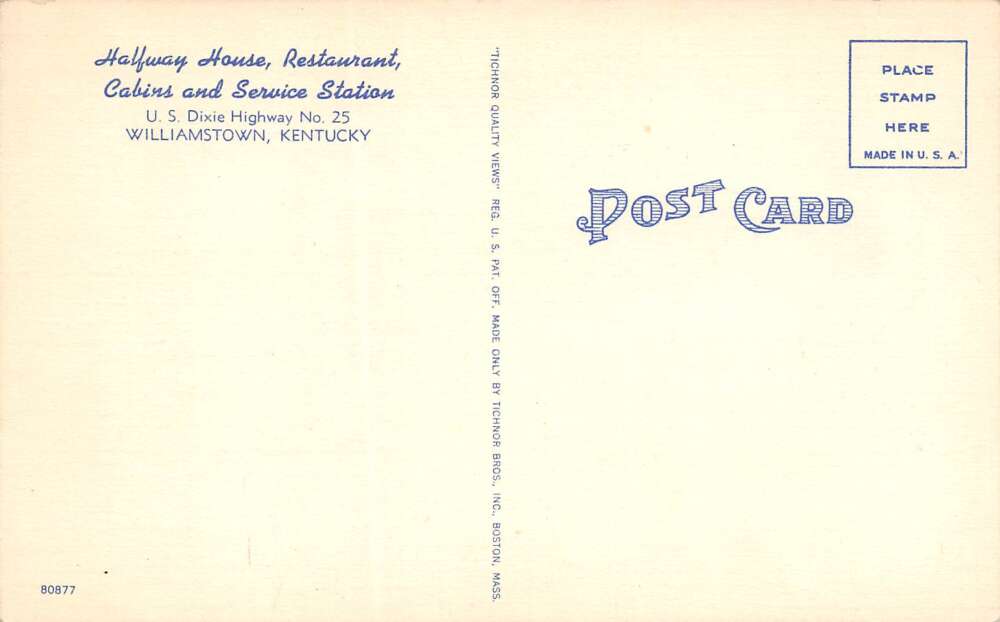 Halfway House, Restaurant,
Cabins and Service Station
U. S. Dixie Highway No. 25
WILLIAMSTOWN, KENTUCKY
"TICHNOR QUALITY VIEWS" REG. U. S. PAT. OFF. MADE ONLY BY TICHNOR BROS., INC., BOSTON, MASS.
PLACE
STAMP
HERE
MADE IN U. S. A.
POST CARD
80877